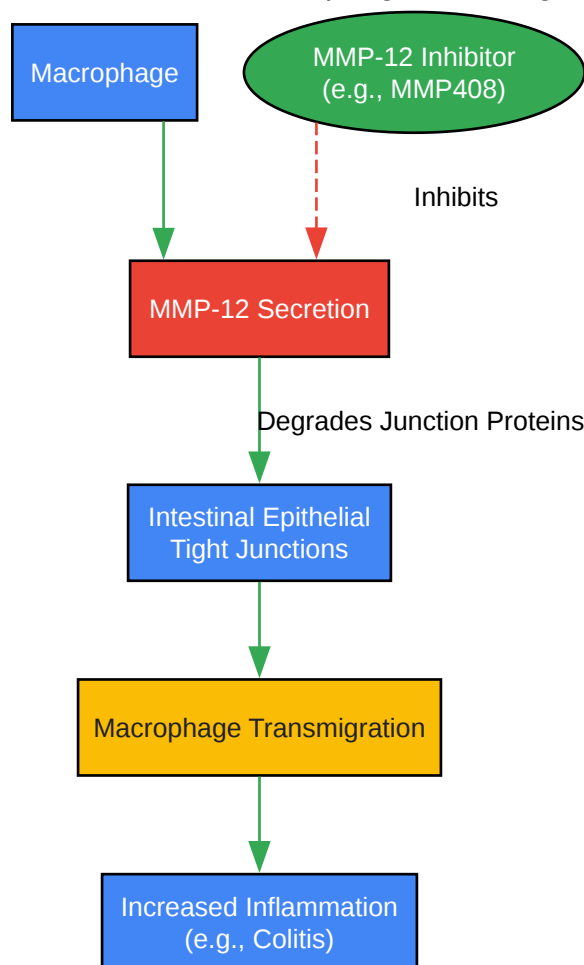 Macrophage
MMP-12 Inhibitor
(e.g., MMP408)
Inhibits
MMP-12 Secretion
Degrades Junction Proteins
Intestinal Epithelial
Tight Junctions
Macrophage Transmigration
Increased Inflammation
(e.g., Colitis)